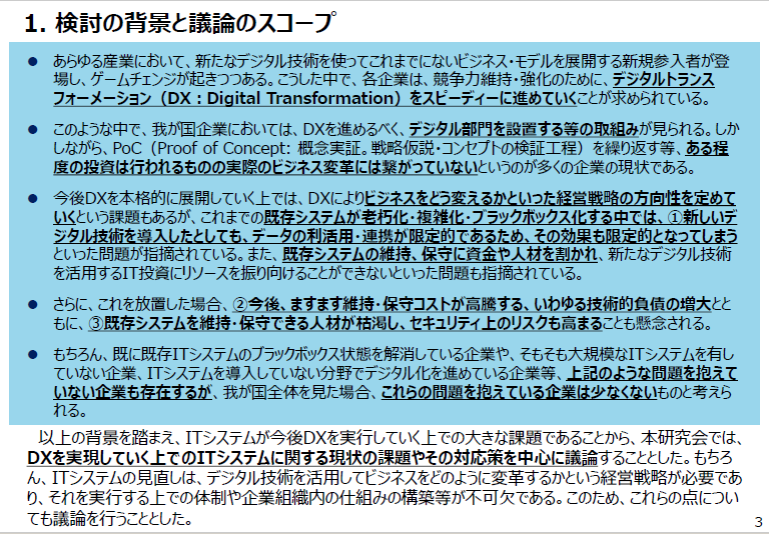 1. 検討の背景と議論のスコープ
● あらゆる産業において、新たなデジタル技術を使ってこれまでにないビジネス・モデルを展開する新規参入者が登
場し、ゲームチェンジが起きつつある。こうした中で、各企業は、競争力維持・強化のために、デジタルトランス
フォーメーション（DX：Digital Transformation）をスピーディーに進めていくことが求められている。
● このような中で、我が国企業においては、DXを進めるべく、デジタル部門を設置する等の取組みが見られる。しか
しながら、PoC（Proof of Concept: 概念実証。戦略仮説・コンセプトの検証工程）を繰り返す等、ある程
度の投資は行われるものの実際のビジネス変革には繋がっていないというのが多くの企業の現状である。
● 今後DXを本格的に展開していく上では、DXによりビジネスをどう変えるかといった経営戦略の方向性を定めて
いくという課題もあるが、これまでの既存システムが老朽化・複雑化・ブラックボックス化する中では、①新しいデ
ジタル技術を導入したとしても、データの利活用・連携が限定的であるため、その効果も限定的となってしまう
といった問題が指摘されている。また、既存システムの維持、保守に資金や人材を割かれ、新たなデジタル技術
を活用するIT投資にリソースを振り向けることができないといった問題も指摘されている。
● さらに、これを放置した場合、②今後、ますます維持・保守コストが高騰する、いわゆる技術的負債の増大とと
もに、③既存システムを維持・保守できる人材が枯渇し、セキュリティ上のリスクも高まることも懸念される。
● もちろん、既に既存ITシステムのブラックボックス状態を解消している企業や、そもそも大規模なITシステムを有し
ていない企業、ITシステムを導入していない分野でデジタル化を進めている企業等、上記のような問題を抱えて
いない企業も存在するが、我が国全体を見た場合、これらの問題を抱えている企業は少なくないものと考えら
れる。
以上の背景を踏まえ、ITシステムが今後DXを実行していく上での大きな課題であることから、本研究会では、
DXを実現していく上でのITシステムに関する現状の課題やその対応策を中心に議論することとした。もちろ
ん、ITシステムの見直しは、デジタル技術を活用してビジネスをどのように変革するかという経営戦略が必要であ
り、それを実行する上での体制や企業組織内の仕組みの構築等が不可欠である。このため、これらの点につい
ても議論を行うこととした。
3